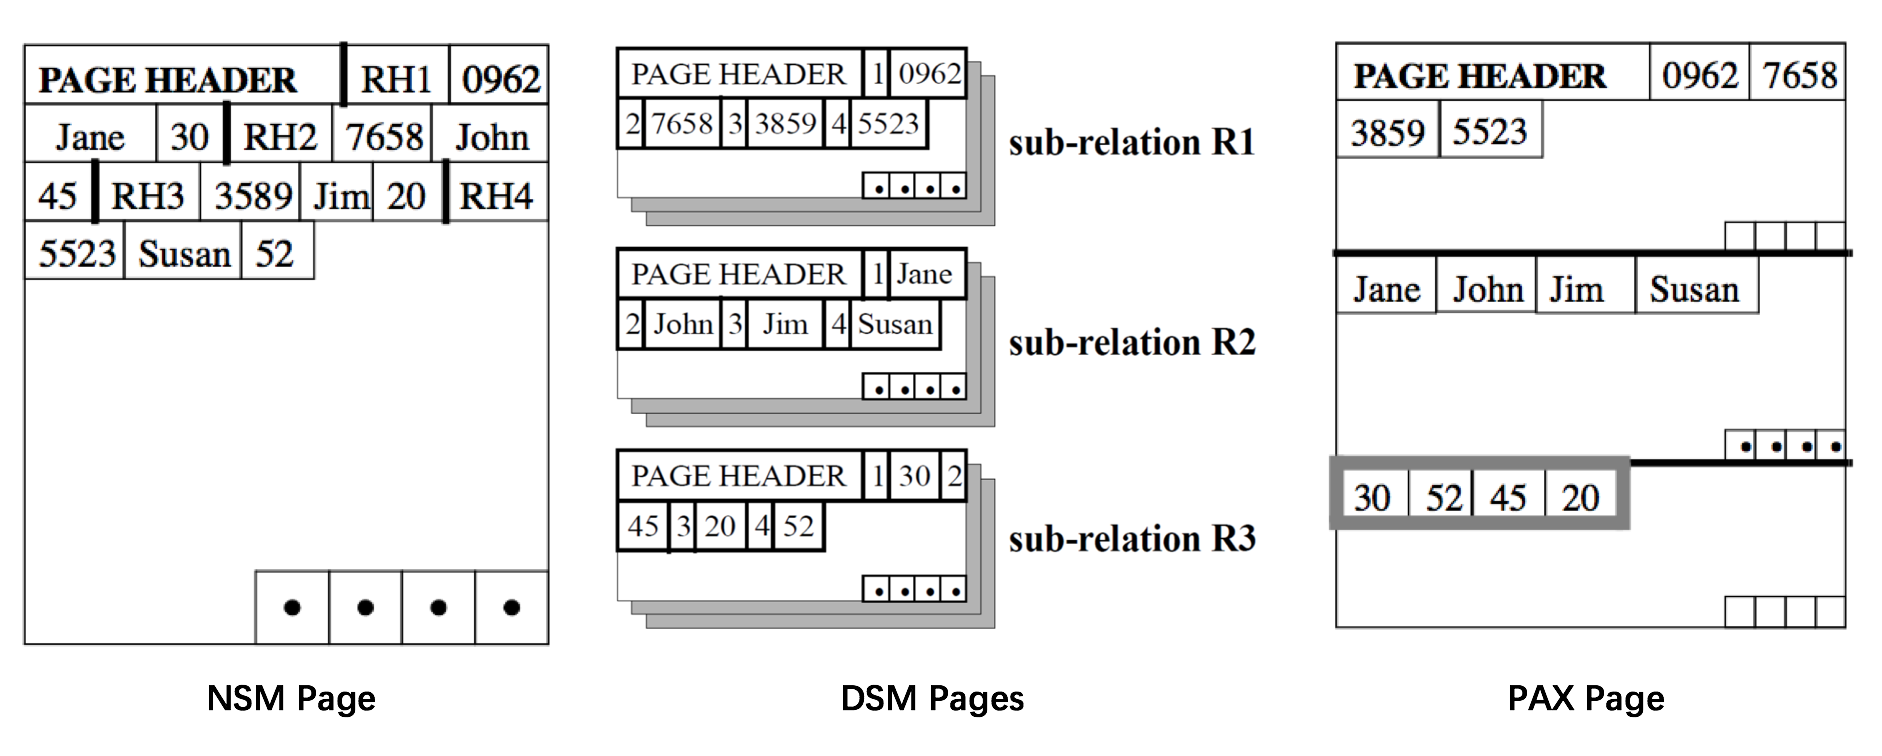 PAGE HEADER RH1 0962
Jane 30 RH2 7658 John
45 RH3 3589 Jim 20 RH4
5523 Susan 52
NSM Page
PAGE HEADER 1 0962
2 7658 3 3859 4 5523
sub-relation R1
PAGE HEADER 1 Jane
2 John 3 Jim 4 Susan
sub-relation R2
PAGE HEADER 1 30 2
45 3 20 4 52
sub-relation R3
DSM Pages
PAGE HEADER 0962 7658
3859 5523
Jane John Jim Susan
30 52 45 20
PAX Page